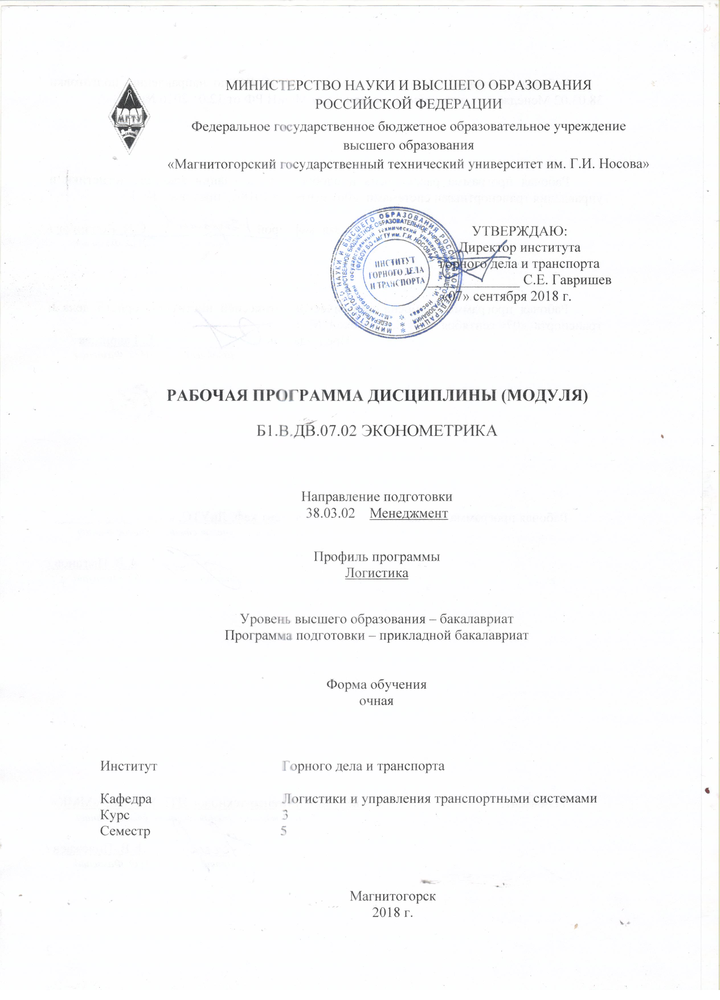 МИНИСТЕРСТВО НАУКИ И ВЫСШЕГО ОБРАЗОВАНИЯ
РОССИЙСКОЙ ФЕДЕРАЦИИ
Федеральное государственное бюджетное образовательное учреждение
высшего образования
«Магнитогорский государственный технический университет им. Г.И. Носова»
МГТУ
УТВЕРЖДАЮ:
Директор института
горного дела и транспорта
_____________ С.Е. Гавришев
«07» сентября 2018 г.
МИНИСТЕРСТВО НАУКИ И ВЫСШЕГО ОБРАЗОВАНИЯ РОССИЙСКОЙ ФЕДЕРАЦИИ
ФЕДЕРАЛЬНОЕ ГОСУДАРСТВЕННОЕ БЮДЖЕТНОЕ ОБРАЗОВАТЕЛЬНОЕ УЧРЕЖДЕНИЕ ВЫСШЕГО ОБРАЗОВАНИЯ
«Магнитогорский государственный технический университет им. Г.И. Носова»
(ФГБОУ ВО «МГТУ им. Г.И. НОСОВА»)
ИНСТИТУТ
ГОРНОГО ДЕЛА
И ТРАНСПОРТА
РАБОЧАЯ ПРОГРАММА ДИСЦИПЛИНЫ (МОДУЛЯ)
Б1.В.ДВ.07.02 ЭКОНОМЕТРИКА
Направление подготовки
38.03.02 Менеджмент
Профиль программы
Логистика
Уровень высшего образования – бакалавриат
Программа подготовки – прикладной бакалавриат
Форма обучения
очная
Институт Горного дела и транспорта
Кафедра Логистики и управления транспортными системами
Курс 3
Семестр 5
Магнитогорск
2018 г.